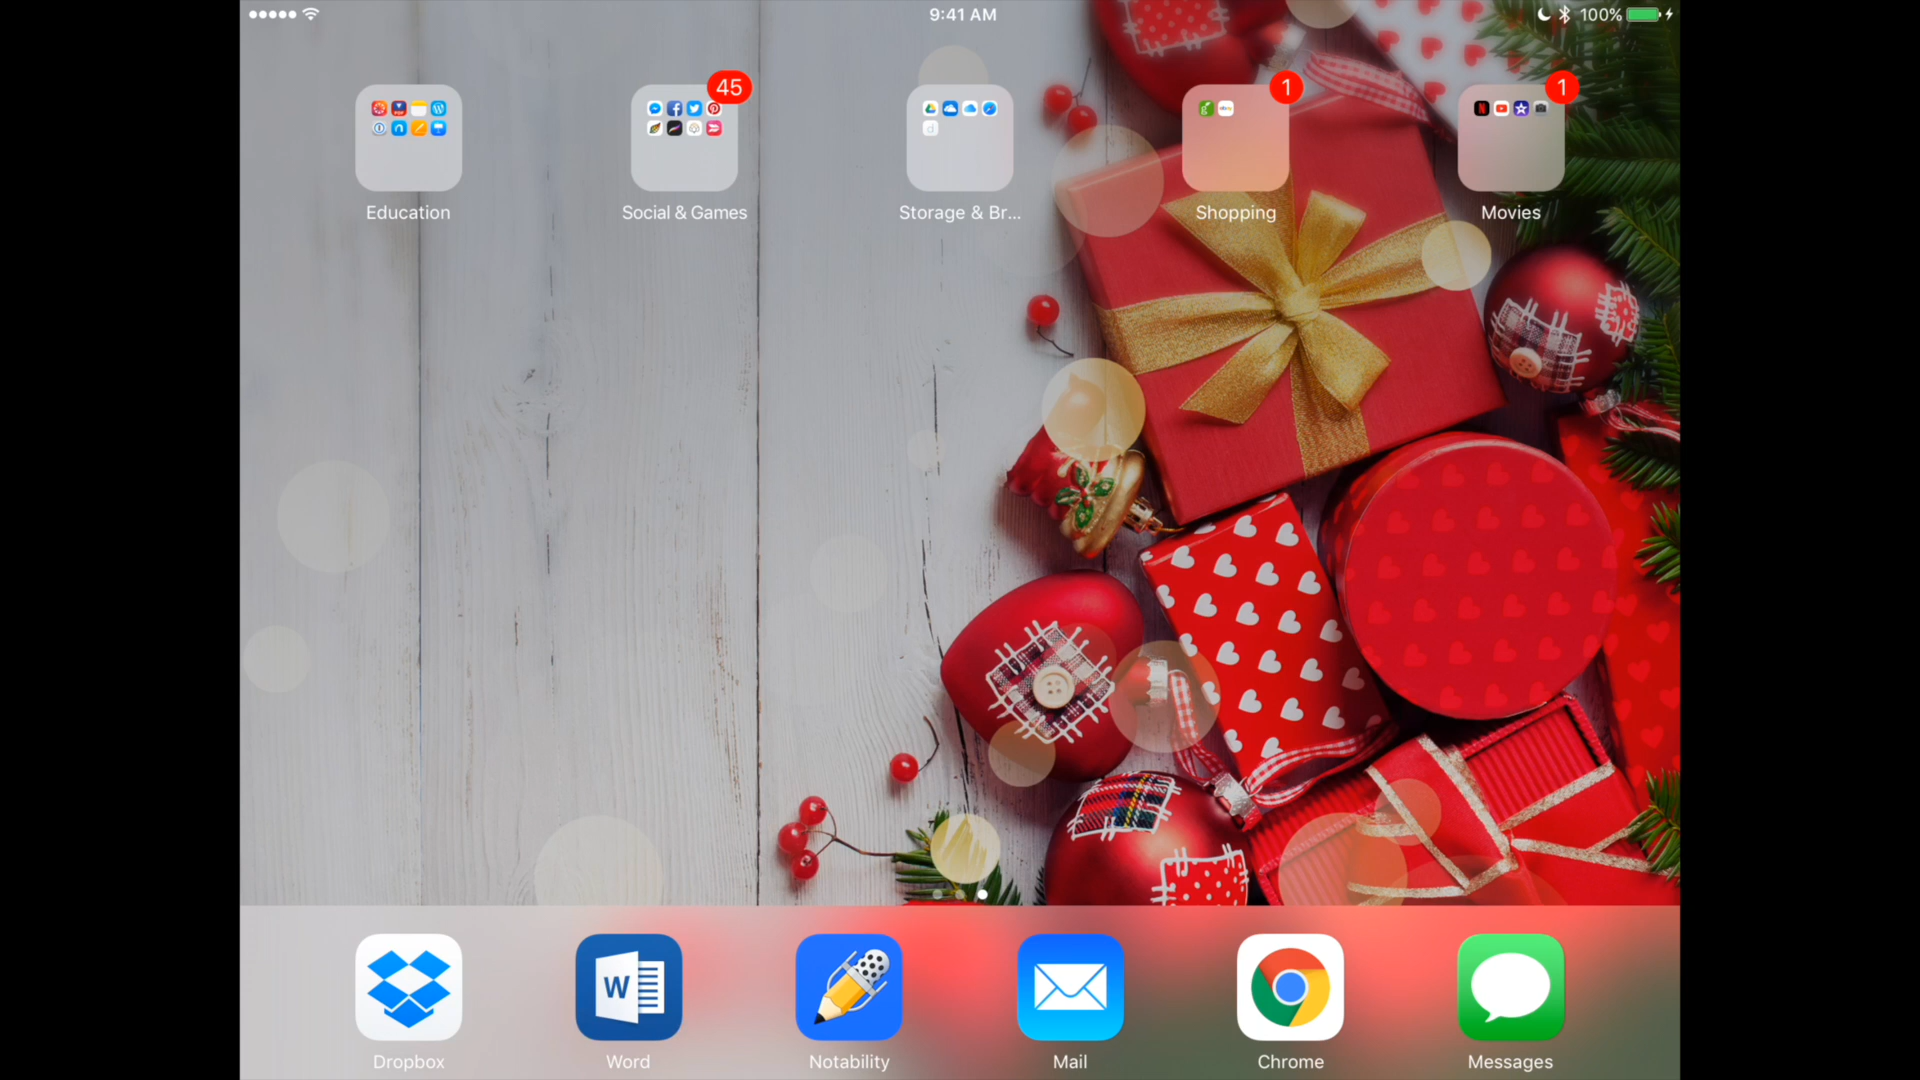 9:41 AM
100%
45
1
1
Education
Social & Games
Storage & Br...
Shopping
Movies
W
Dropbox
Word
Notability
Mail
Chrome
Messages